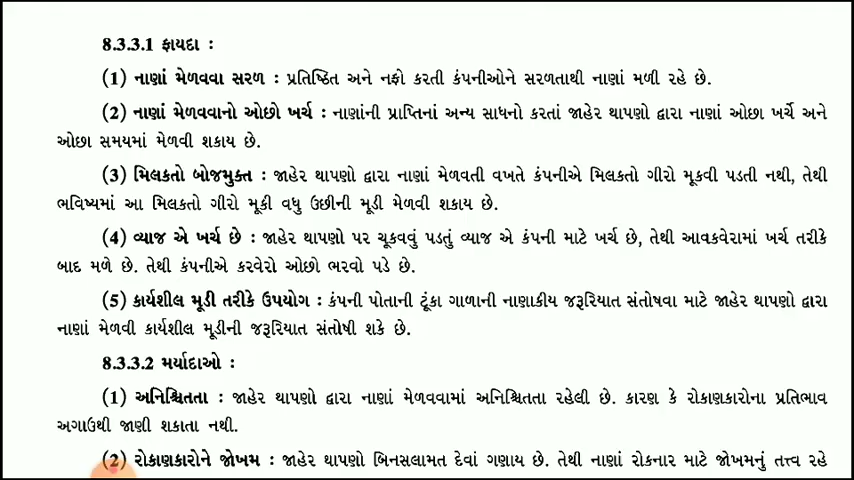 8.3.3.1 ફાયદા :
(1) નાણાં મેળવવા સરળ : પ્રતિષ્ઠિત અને નફો કરતી કંપનીઓને સરળતાથી નાણાં મળી રહે છે.
(2) નાણાં મેળવવાનો ઓછો ખર્ચ : નાણાંની પ્રાપ્તિનાં અન્ય સાધનો કરતાં જાહેર થાપણો દ્વારા નાણાં ઓછા ખર્ચે અને
ઓછા સમયમાં મેળવી શકાય છે.
(3) મિલકતો બોજમુક્ત : જાહેર થાપણો દ્વારા નાણાં મેળવતી વખતે કંપનીએ મિલકતો ગીરો મૂકવી પડતી નથી, તેથી
ભવિષ્યમાં આ મિલકતો ગીરો મૂકી વધુ ઉછીની મૂડી મેળવી શકાય છે.
(4) વ્યાજ એ ખર્ચ છે : જાહેર થાપણો પર ચૂકવવું પડતું વ્યાજ એ કંપની માટે ખર્ચ છે, તેથી આવકવેરામાં ખર્ચ તરીકે
બાદ મળે છે. તેથી કંપનીએ કરવેરો ઓછો ભરવો પડે છે.
(5) કાર્યશીલ મૂડી તરીકે ઉપયોગ : કંપની પોતાની ટૂંકા ગાળાની નાણાકીય જરૂરિયાત સંતોષવા માટે જાહેર થાપણો દ્વારા
નાણાં મેળવી કાર્યશીલ મૂડીની જરૂરિયાત સંતોષી શકે છે.
8.3.3.2 મર્યાદાઓ :
(1) અનિશ્ચિતતા : જાહેર થાપણો દ્વારા નાણાં મેળવવામાં અનિશ્ચિતતા રહેલી છે. કારણ કે રોકાણકારોના પ્રતિભાવ
અગાઉથી જાણી શકાતા નથી.
(2) રોકાણકારોને જોખમ : જાહેર થાપણો બિનસલામત દેવાં ગણાય છે. તેથી નાણાં રોકનાર માટે જોખમનું તત્ત્વ રહે